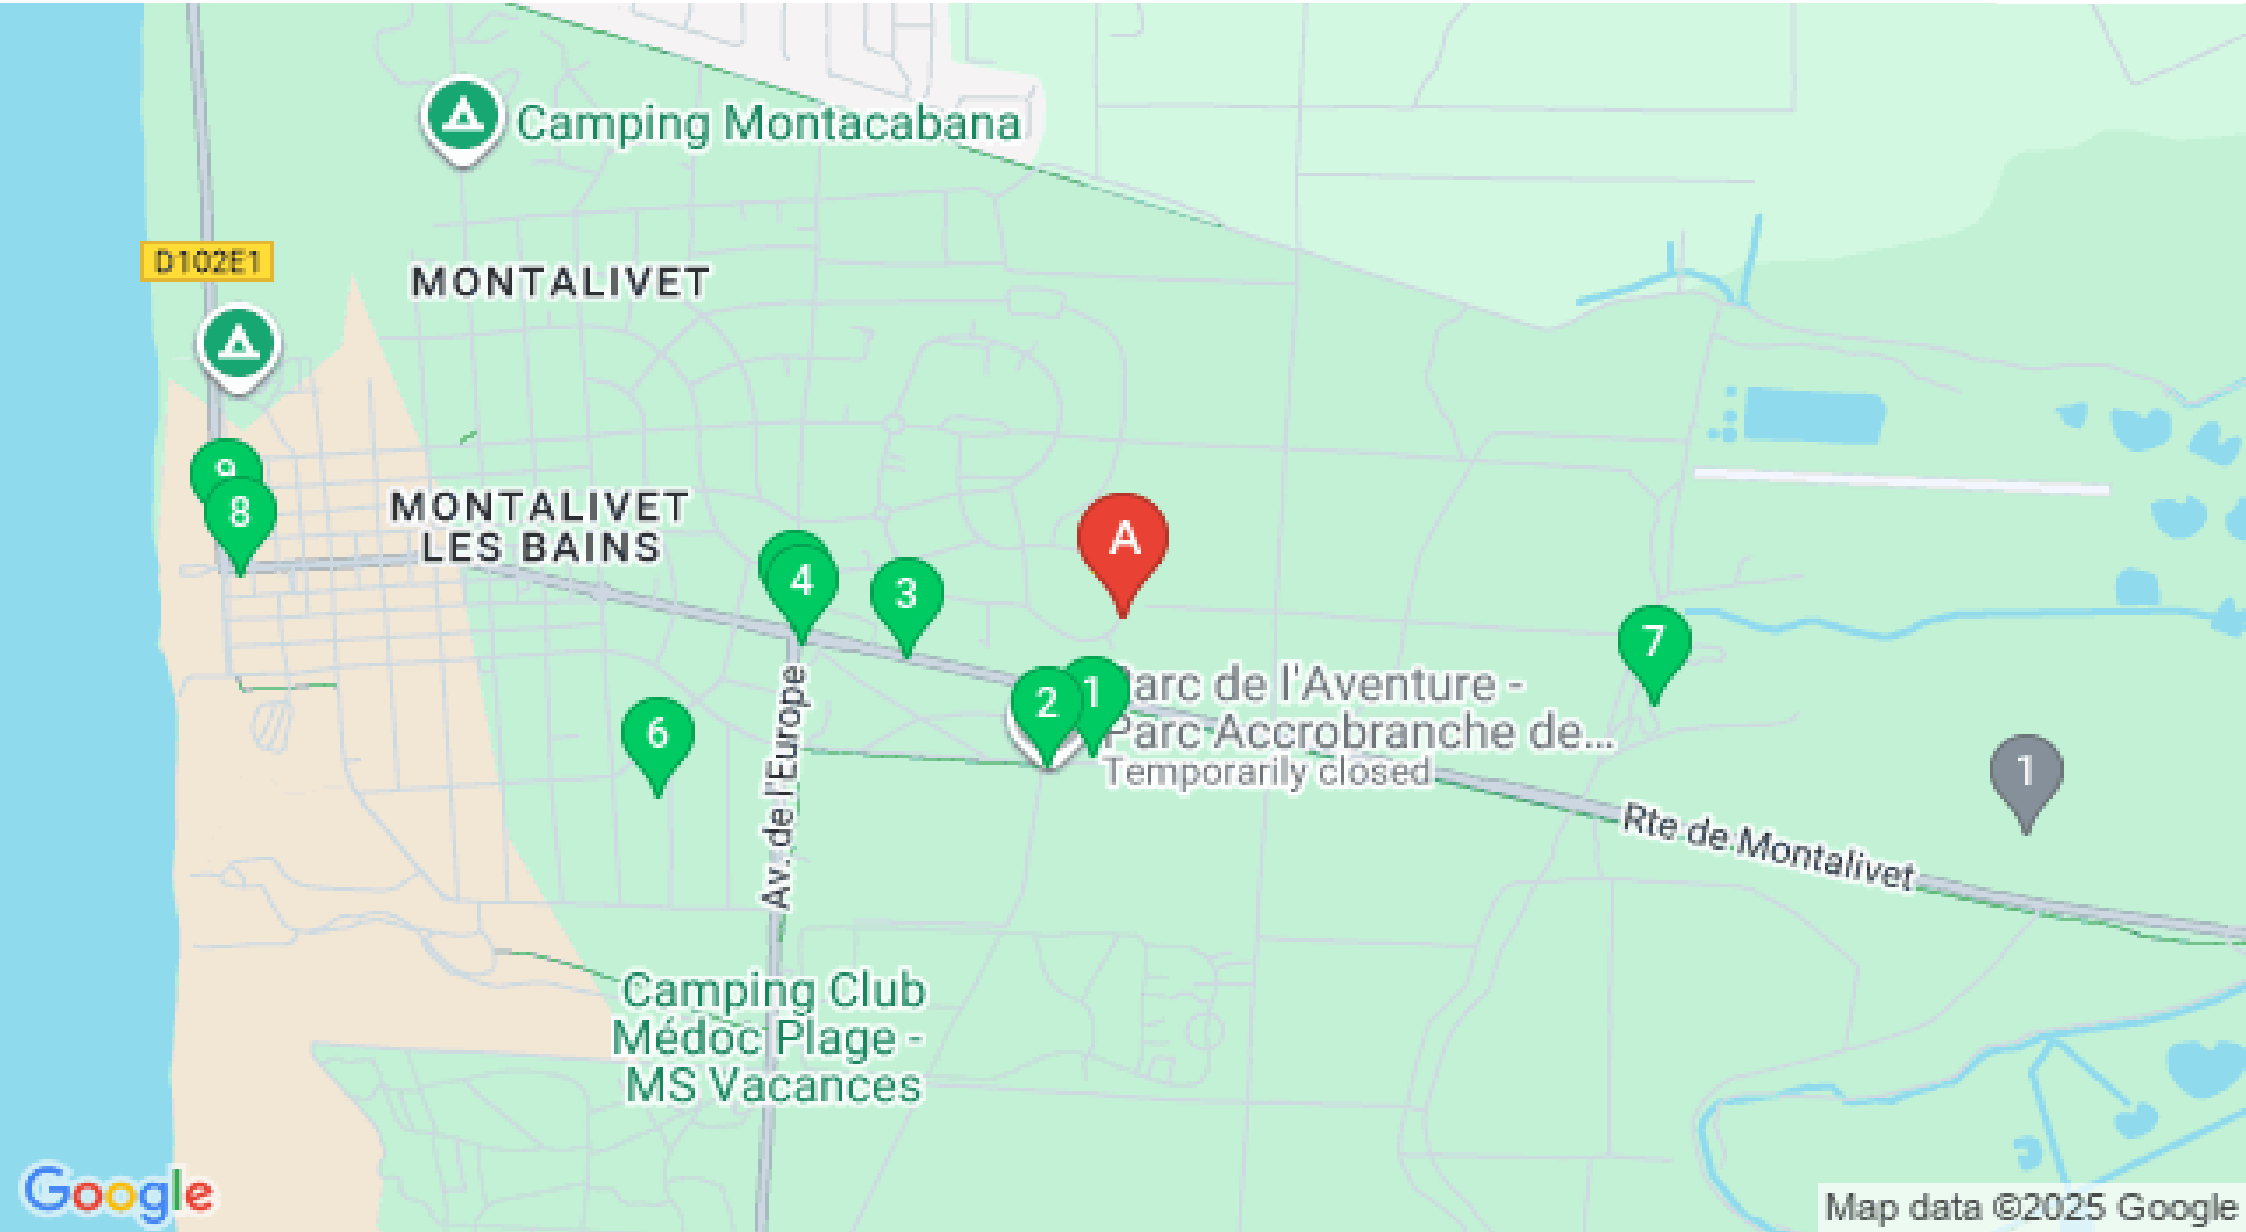 Camping Montacabana
D102E1
MONTALIVET
9
8
MONTALIVET
LES BAINS
A
4
3
7
6
2
1
Parc de l'Aventure -
Parc Accrobranche de...
Temporarily closed
Av. de l'Europe
1
Rte de Montalivet
Camping Club
Médoc Plage -
MS Vacances
Google
Map data ©2025 Google